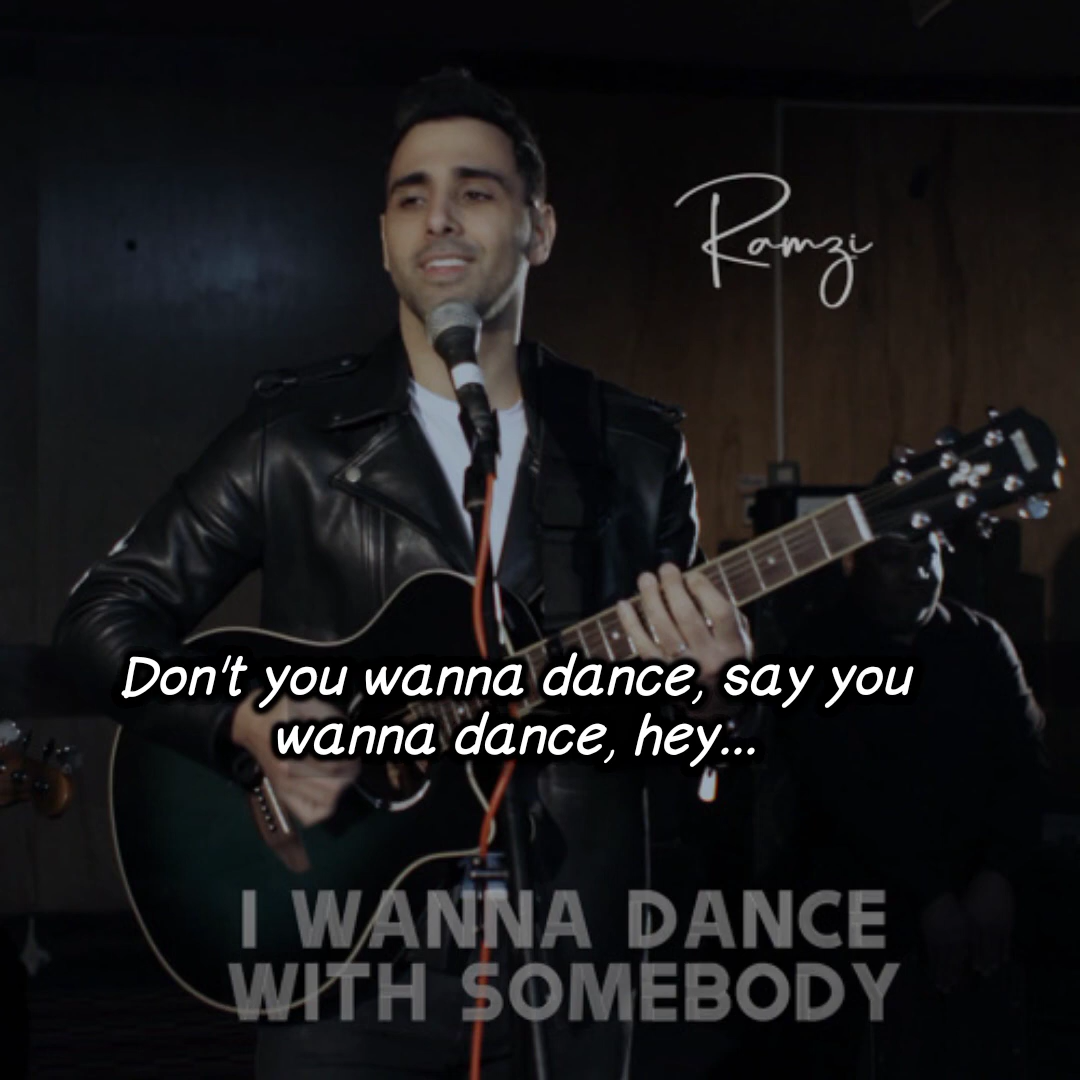 Ramzi
Don't you wanna dance, say you
wanna dance, hey...
I WANNA DANCE
WITH SOMEBODY